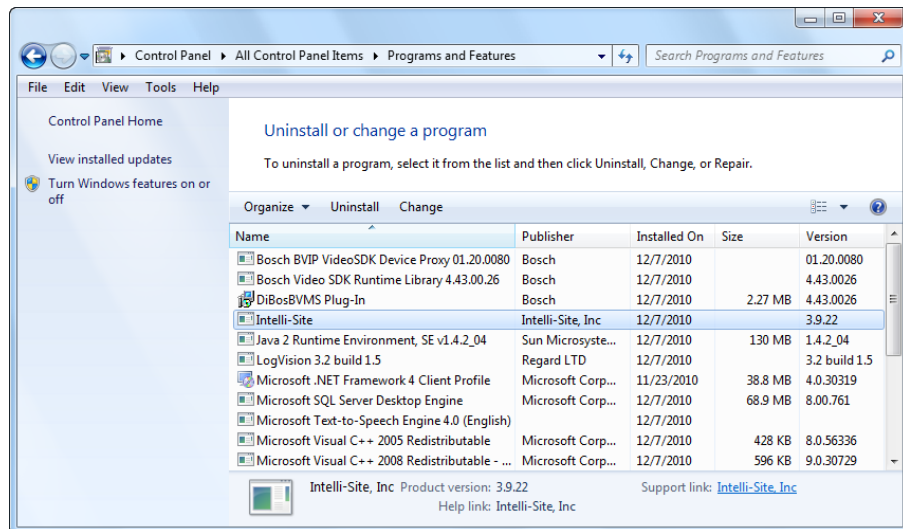 Control Panel All Control Panel Items Programs and Features Search Programs and Features
File Edit View Tools Help
Control Panel Home
View installed updates
Turn Windows features on or
off
Uninstall or change a program
To uninstall a program, select it from the list and then click Uninstall, Change, or Repair.
Organize Uninstall Change
Name Publisher Installed On Size Version
Bosch BVIP VideoSDK Device Proxy 01.20.0080 Bosch 12/7/2010 01.20.0080
Bosch Video SDK Runtime Library 4.43.00.26 Bosch 12/7/2010 4.43.0026
DiBosBVMS Plug-In Bosch 12/7/2010 2.27 MB 4.43.0026
Intelli-Site Intelli-Site, Inc 12/7/2010 3.9.22
Java 2 Runtime Environment, SE v1.4.2_04 Sun Microsyste... 12/7/2010 130 MB 1.4.2_04
LogVision 3.2 build 1.5 Regard LTD 12/7/2010 3.2 build 1.5
Microsoft .NET Framework 4 Client Profile Microsoft Corp... 11/23/2010 38.8 MB 4.0.30319
Microsoft SQL Server Desktop Engine Microsoft Corp... 12/7/2010 68.9 MB 8.00.761
Microsoft Text-to-Speech Engine 4.0 (English) 12/7/2010
Microsoft Visual C++ 2005 Redistributable Microsoft Corp... 12/7/2010 428 KB 8.0.56336
Microsoft Visual C++ 2008 Redistributable - ... Microsoft Corp... 12/7/2010 596 KB 9.0.30729
Intelli-Site, Inc Product version: 3.9.22 Support link: Intelli-Site, Inc
Help link: Intelli-Site, Inc